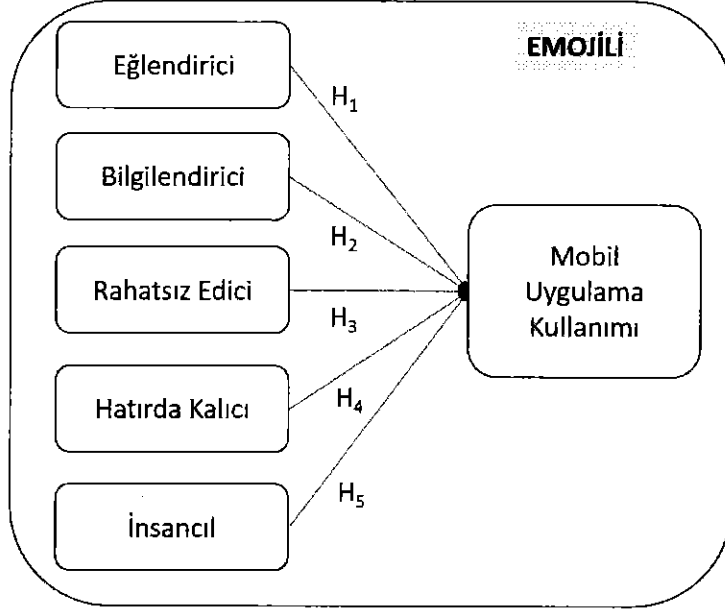 EMOJİLİ
Eğlendirici
H₁
Bilgilendirici
H₂
Rahatsız Edici
H₃
Hatırda Kalıcı
H₄
İnsancıl
H₅
Mobil
Uygulama
Kullanımı